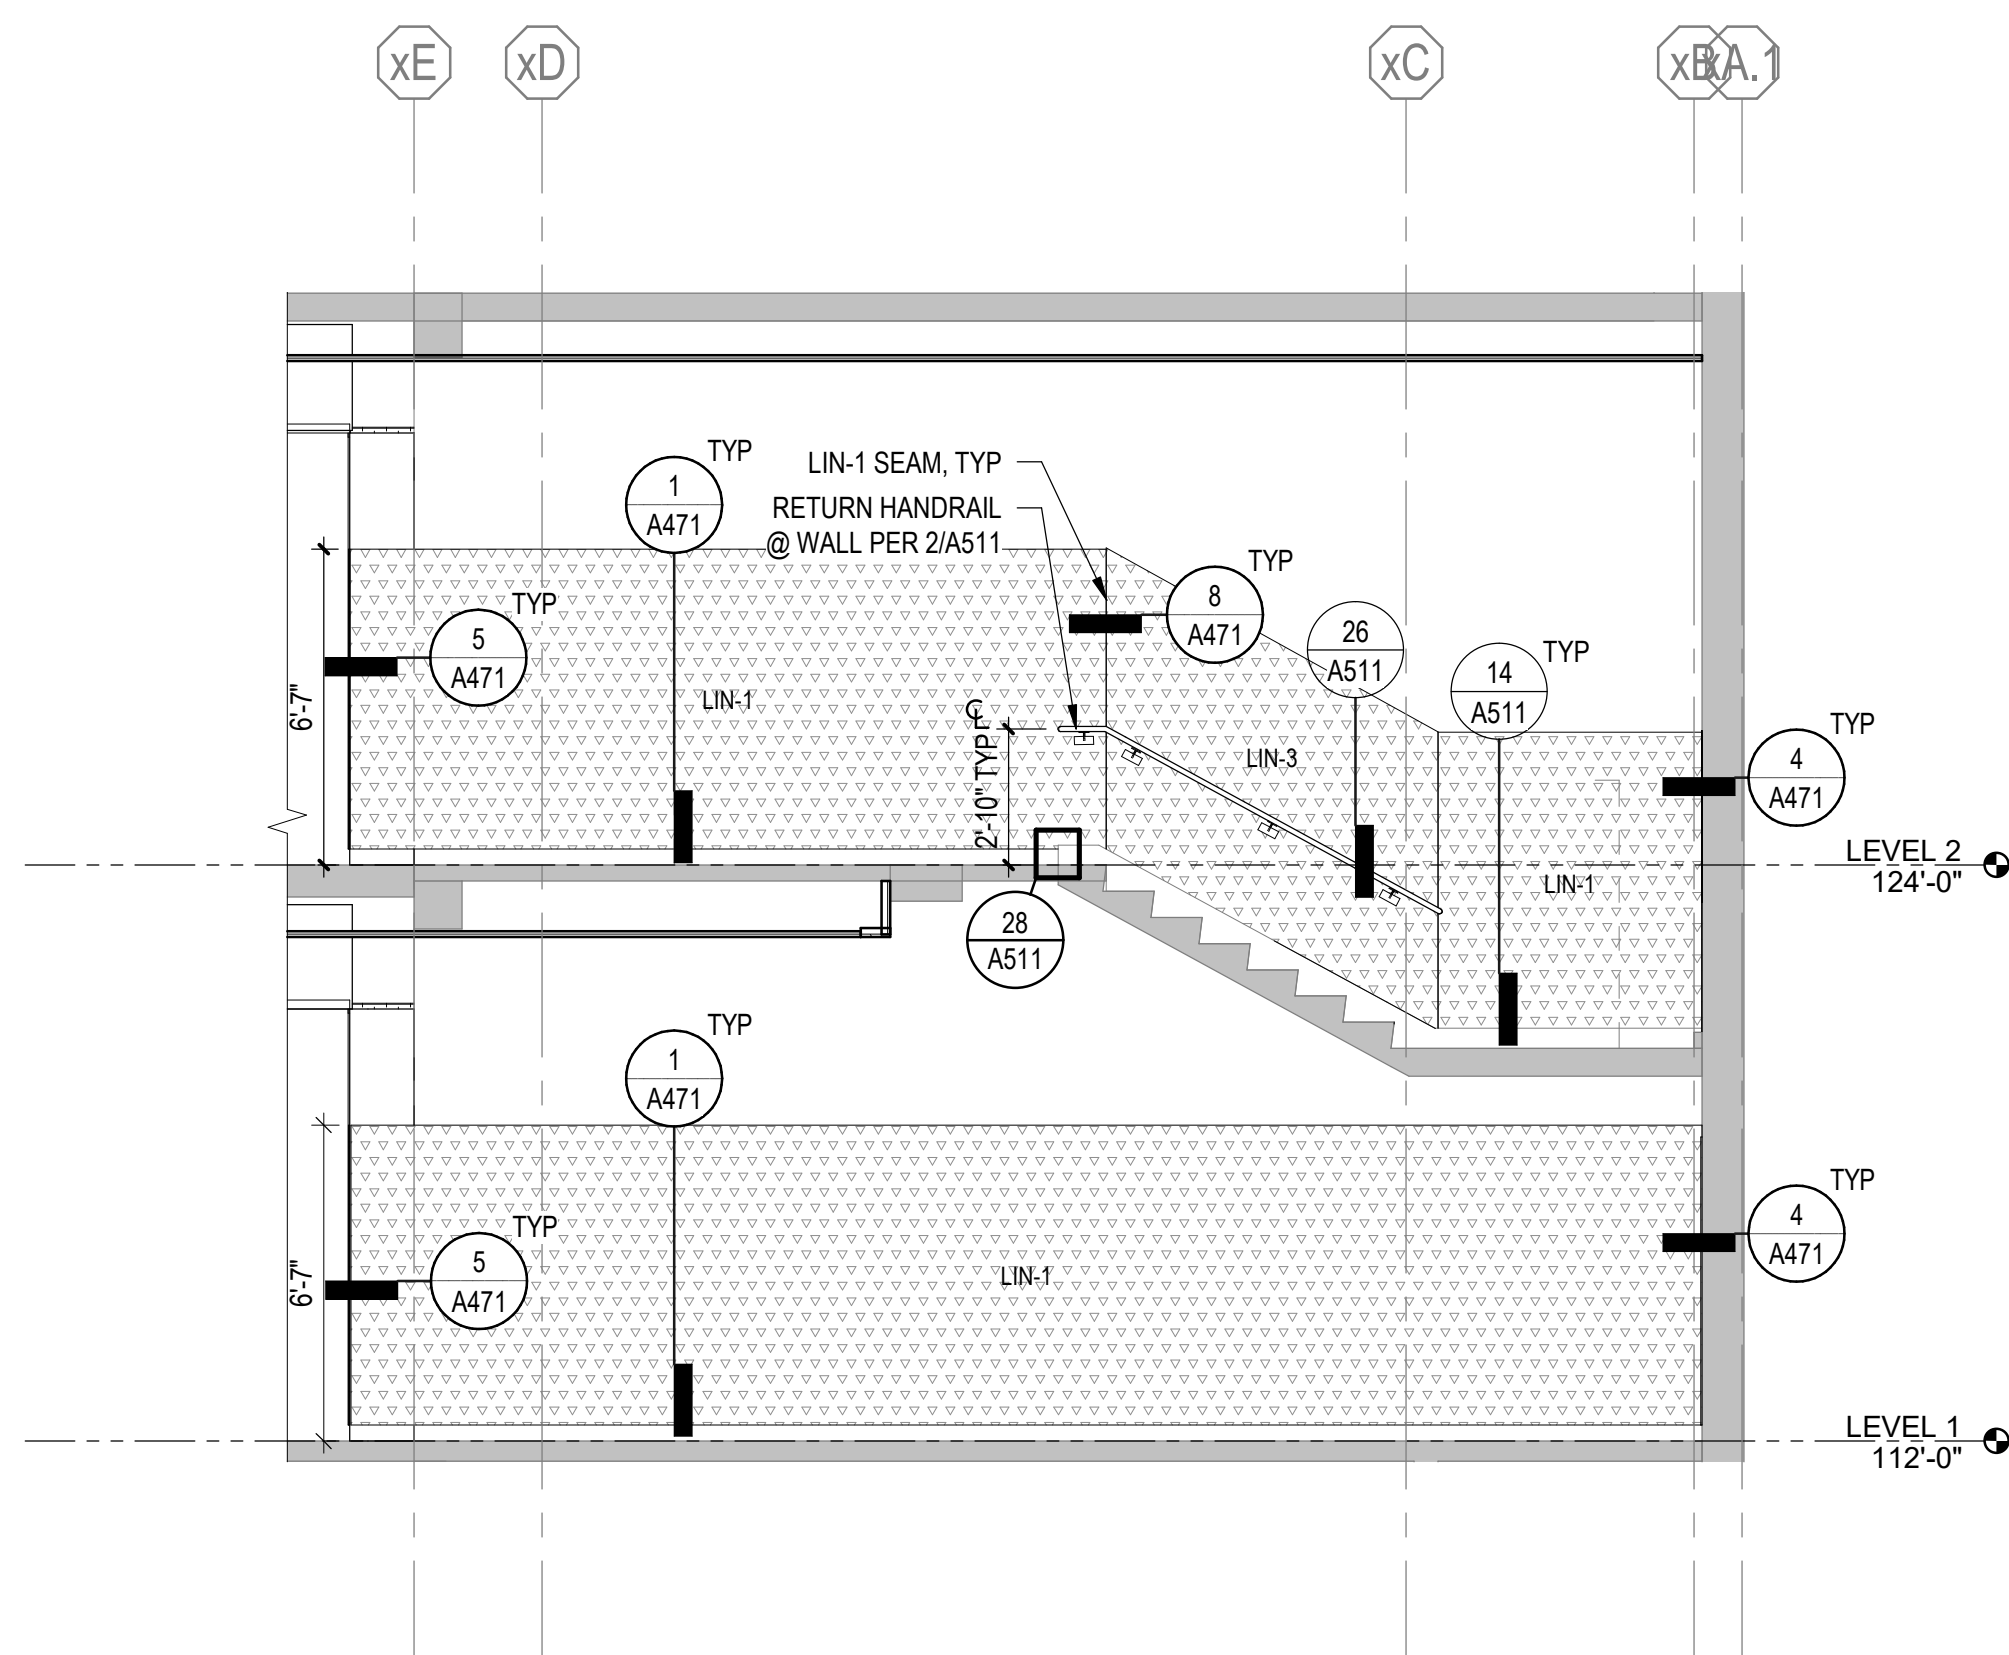 xE
xD
xC
xB
xA.1
TYP
1
A471
LIN-1 SEAM, TYP
RETURN HANDRAIL
@ WALL PER 2/A511
TYP
8
A471
TYP
5
A471
26
A511
TYP
14
A511
6'-7"
LIN-1
℄
2'-10" TYP
LIN-3
TYP
4
A471
LEVEL 2
124'-0"
LIN-1
28
A511
TYP
1
A471
TYP
4
A471
TYP
5
A471
6'-7"
LIN-1
LEVEL 1
112'-0"